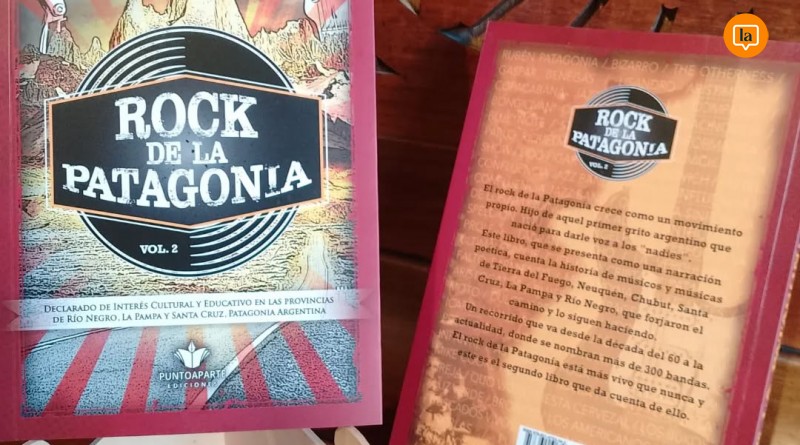 la
ROCK
DE LA
PATAGONIA
VOL. 2
DECLARADO DE INTERÉS CULTURAL Y EDUCATIVO EN LAS PROVINCIAS
DE RÍO NEGRO, LA PAMPA Y SANTA CRUZ, PATAGONIA ARGENTINA
PUNTOAPARTE
EDICIONES
RUBÉN PATAGONIA / BIZARRO / THE OTHERNESS /
ROCK
DE LA
PATAGONIA
VOL. 2
El rock de la Patagonia crece como un movimiento
propio. Hijo de aquel primer grito argentino que
nació para darle voz a los "nadies".
Este libro, que se presenta como una narración
poética, cuenta la historia de músicos y músicas
de Tierra del Fuego, Neuquén, Chubut, Santa
Cruz, La Pampa y Río Negro, que forjaron el
camino y lo siguen haciendo.
Un recorrido que va desde la década del 60 a la
actualidad, donde se nombran más de 300 bandas.
El rock de la Patagonia está más vivo que nunca y
este es el segundo libro que da cuenta de ello.